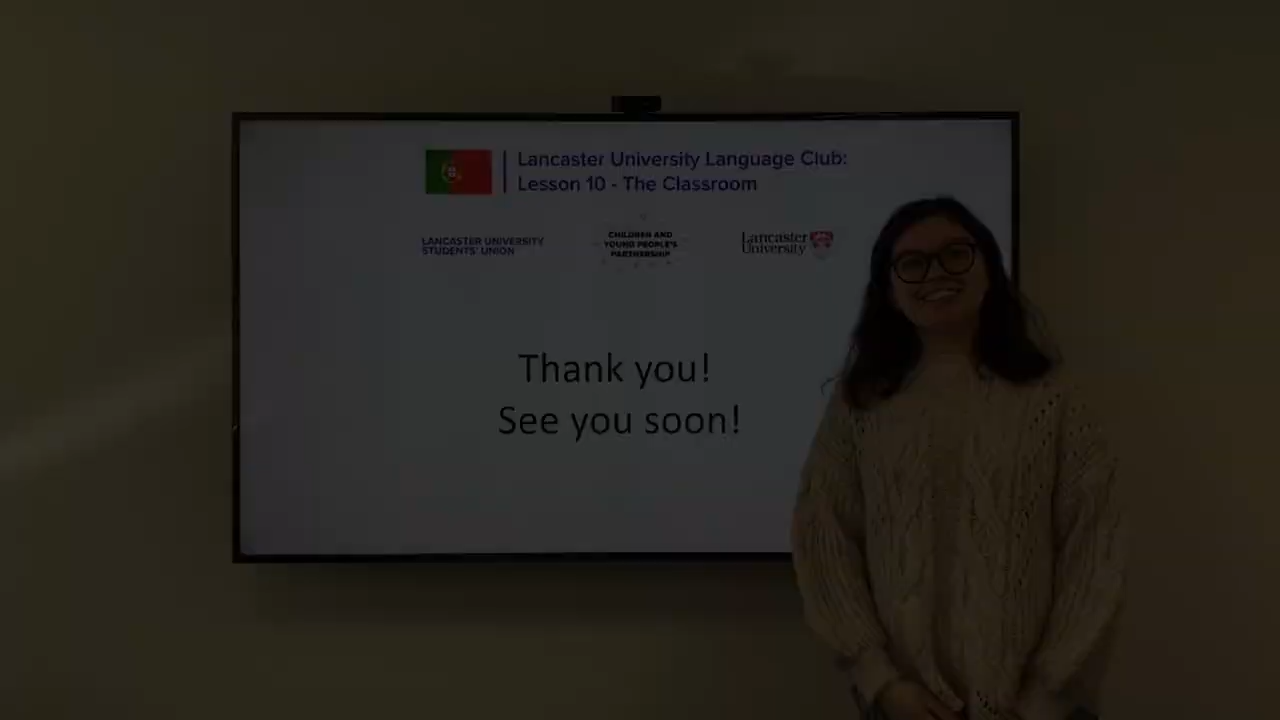 Lancaster University Language Club:
Lesson 10 - The Classroom
LANCASTER UNIVERSITY
STUDENTS' UNION
CHILDREN AND
YOUNG PEOPLE'S
PARTNERSHIP
Lancaster
University
Thank you!
See you soon!